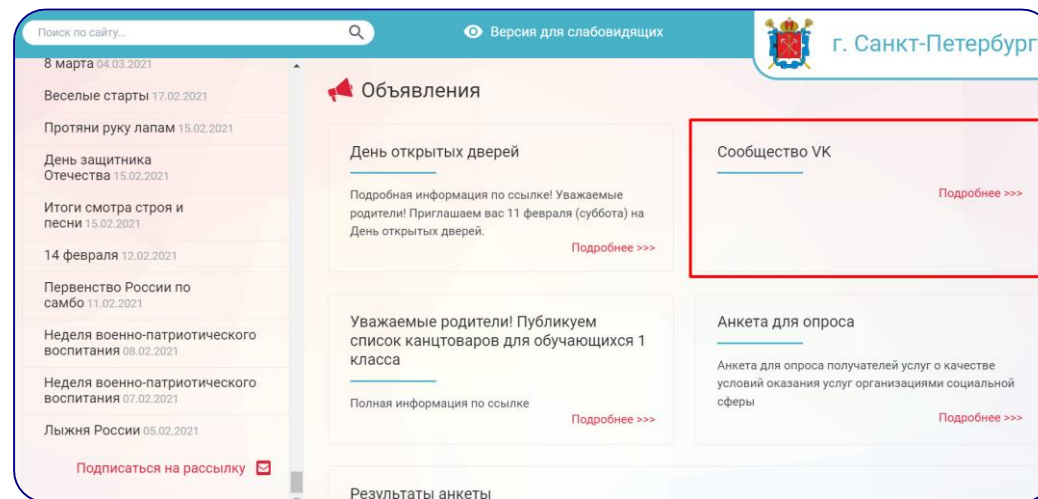 Поиск по сайту...
Версия для слабовидящих
г. Санкт-Петербург
8 марта 04.03.2021
Веселые старты 17.02.2021
Протяни руку лапам 15.02.2021
День защитника
Отечества 15.02.2021
Итоги смотра строя и
песни 15.02.2021
14 февраля 12.02.2021
Первенство России по
самбо 11.02.2021
Неделя военно-патриотического
воспитания 08.02.2021
Неделя военно-патриотического
воспитания 07.02.2021
Лыжня России 05.02.2021
Подписаться на рассылку
Объявления
День открытых дверей
Подробная информация по ссылке! Уважаемые
родители! Приглашаем вас 11 февраля (суббота) на
День открытых дверей.
Подробнее >>>
Сообщество VK
Подробнее >>>
Уважаемые родители! Публикуем
список канцтоваров для обучающихся 1
класса
Полная информация по ссылке
Подробнее >>>
Анкета для опроса
Анкета для опроса получателей услуг о качестве
условий оказания услуг организациями социальной
сферы
Подробнее >>>
Результаты анкеты